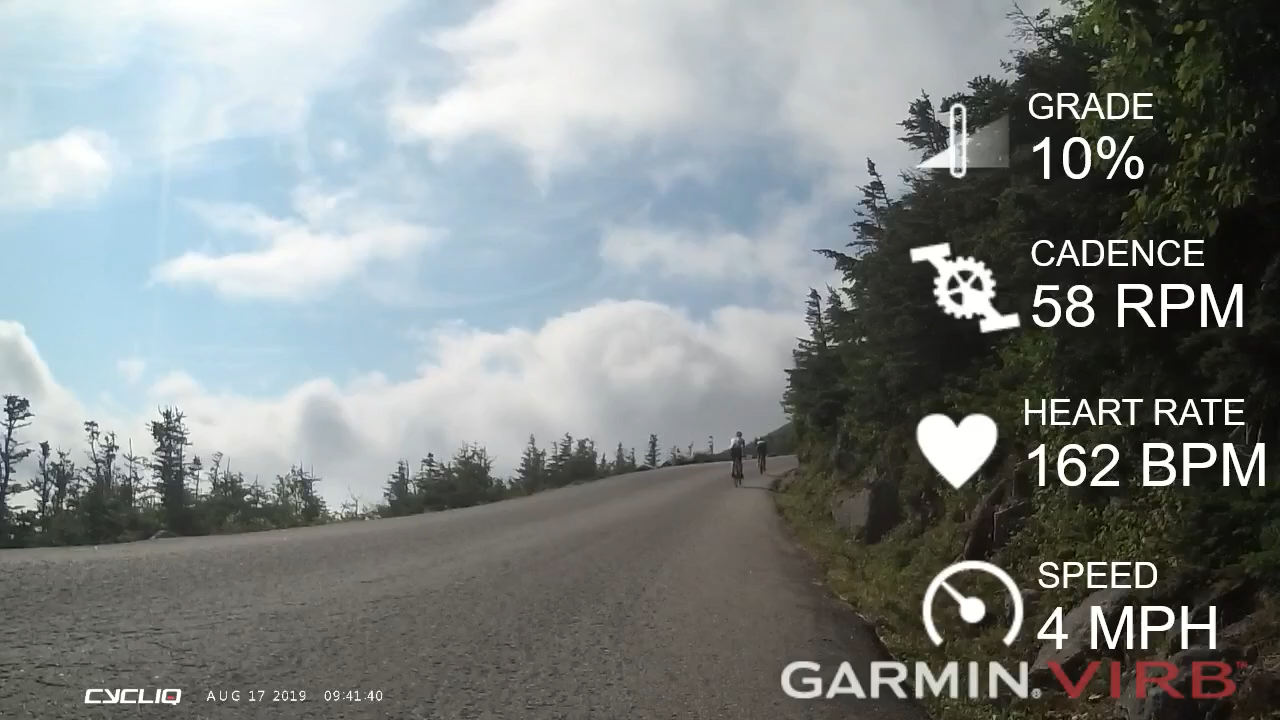 GRADE
10%
CADENCE
58 RPM
HEART RATE
162 BPM
SPEED
4 MPH
GARMIN® VIRB™
CYCLIQ AUG 17 2019 09:41:40